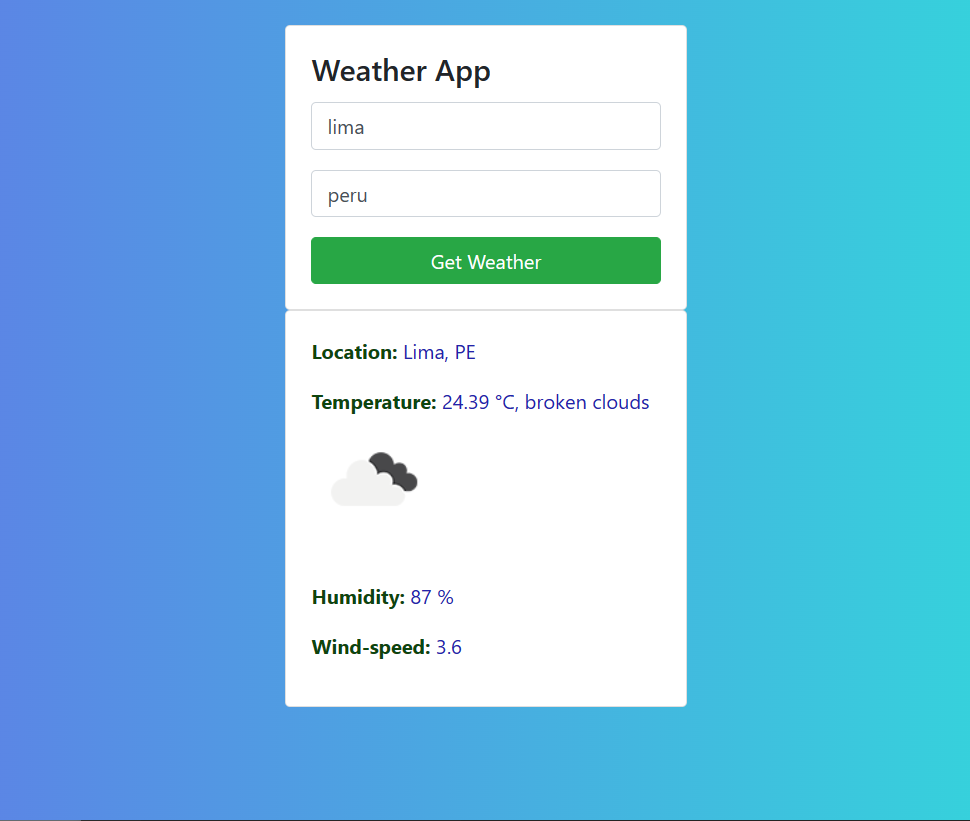 Weather App
lima
peru
Get Weather
Location: Lima, PE
Temperature: 24.39 °C, broken clouds
Humidity: 87 %
Wind-speed: 3.6